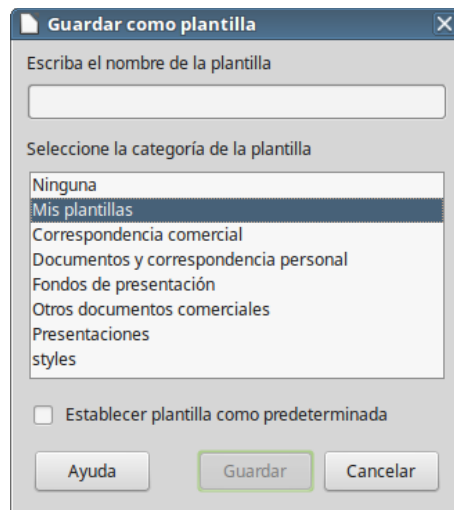 Guardar como plantilla
Escriba el nombre de la plantilla
Seleccione la categoría de la plantilla
Ninguna
Mis plantillas
Correspondencia comercial
Documentos y correspondencia personal
Fondos de presentación
Otros documentos comerciales
Presentaciones
styles
Establecer plantilla como predeterminada
Ayuda Guardar Cancelar